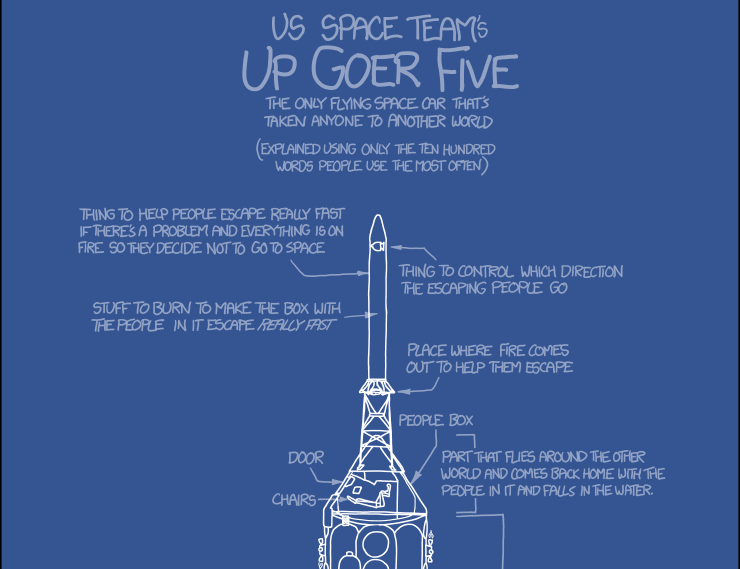 US SPACE TEAM'S
UP GOER FIVE
THE ONLY FLYING SPACE CAR THAT'S
TAKEN ANYONE TO ANOTHER WORLD
(EXPLAINED USING ONLY THE TEN HUNDRED
WORDS PEOPLE USE THE MOST OFTEN)
THING TO HELP PEOPLE ESCAPE REALLY FAST
IF THERE'S A PROBLEM AND EVERYTHING IS ON
FIRE SO THEY DECIDE NOT TO GO TO SPACE
THING TO CONTROL WHICH DIRECTION
THE ESCAPING PEOPLE GO
STUFF TO BURN TO MAKE THE BOX WITH
THE PEOPLE IN IT ESCAPE REALLY FAST
PLACE WHERE FIRE COMES
OUT TO HELP THEM ESCAPE
PEOPLE BOX
DOOR
PART THAT FLIES AROUND THE OTHER
WORLD AND COMES BACK HOME WITH THE
PEOPLE IN IT AND FALLS IN THE WATER.
CHAIRS